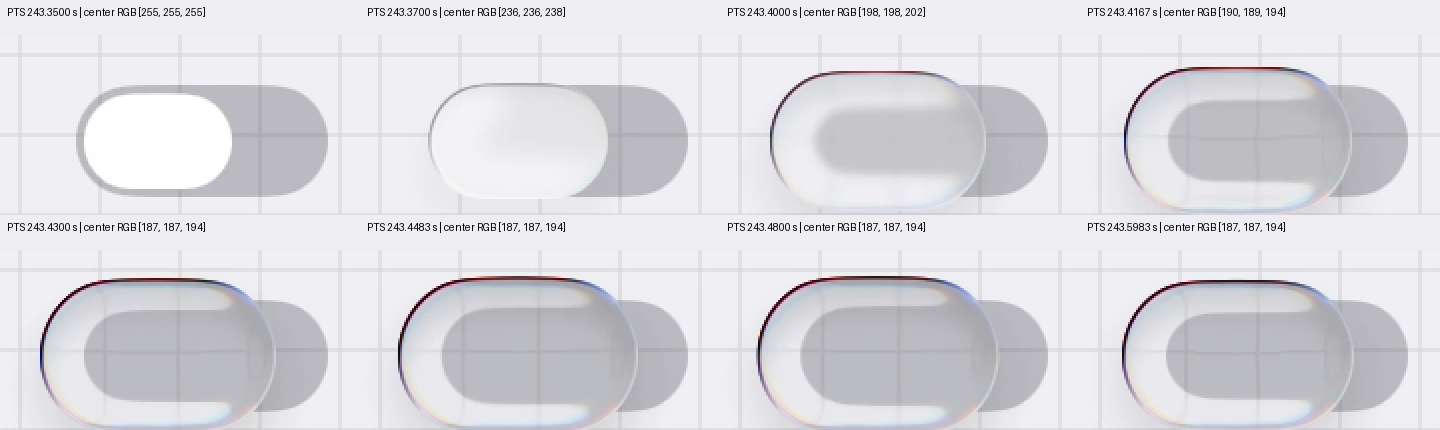 PTS 243.3500 s | center RGB [255, 255, 255]
PTS 243.3700 s | center RGB [236, 236, 238]
PTS 243.4000 s | center RGB [198, 198, 202]
PTS 243.4167 s | center RGB [190, 189, 194]
PTS 243.4300 s | center RGB [187, 187, 194]
PTS 243.4483 s | center RGB [187, 187, 194]
PTS 243.4800 s | center RGB [187, 187, 194]
PTS 243.5983 s | center RGB [187, 187, 194]